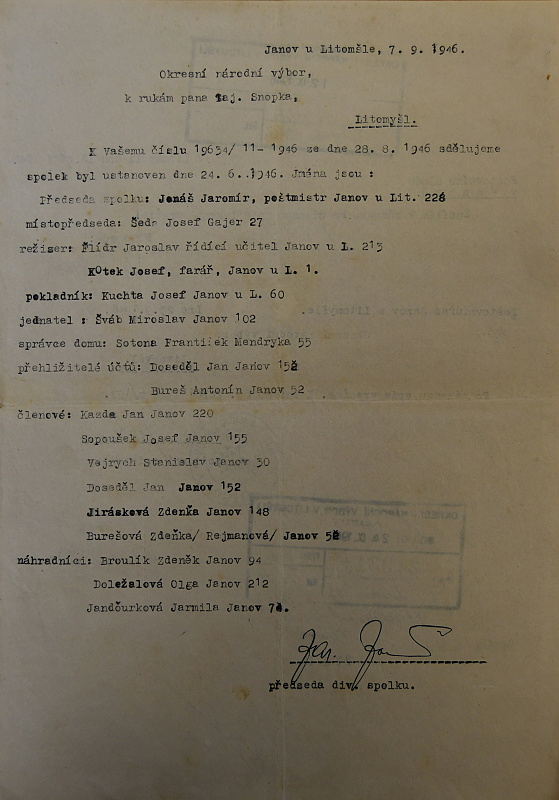 Janov u Litomšle, 7. 9. 1946.
Okresní národní výbor,
k rukám pana taj. Snopka,
Litomyšl.
K Vašemu číslu 19634/ 11- 1946 ze dne 28. 8. 1946 sdělujeme
spolek byl ustanoven dne 24. 6. .1946. Jména jsou :
Předseda spolku: Jonáš Jaromír, poštmistr Janov u Lit. 226
místopředseda: Šeda Josef Gajer 27
režiser: Flídr Jaroslav řídící učitel Janov u L. 213
Kotek Josef, farář, Janov u L. 1.
pokladník: Kuchta Josef Janov u L. 60
jednatel : Šváb Miroslav Janov 102
správce domu: Sotona František Mendryka 55
přehlížitelé účtů: Doseděl Jan Janov 152
Bureš Antonín Janov 52
členové: Kazda Jan Janov 220
Sopoušek Josef Janov 155
Vejrych Stanislav Janov 30
Doseděl Jan Janov 152
Jirásková Zdenka Janov 148
Burešová Zdeňka/ Rejmanová/ Janov 52
náhradníci: Broulík Zdeněk Janov 94
Doležalová Olga Janov 212
Jandourková Jarmila Janov 71.
předseda div. spolku.